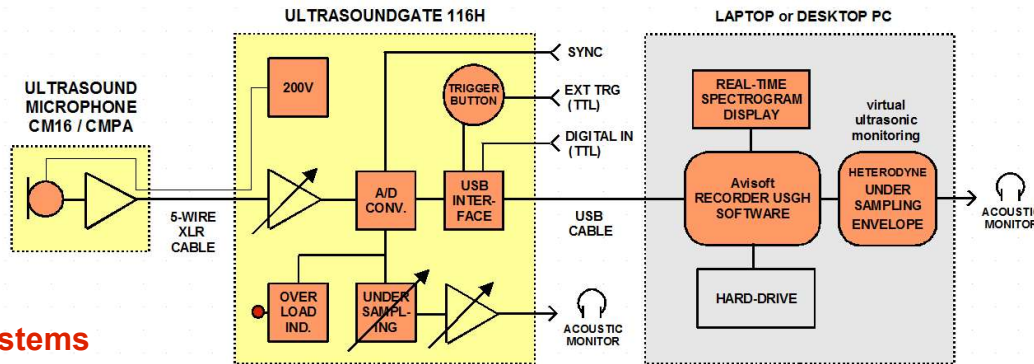 ULTRASOUNDGATE 116H
LAPTOP or DESKTOP PC
ULTRASOUND
MICROPHONE
CM16 / CMPA
200V
TRIGGER
BUTTON
SYNC
EXT TRG
(TTL)
DIGITAL IN
(TTL)
REAL-TIME
SPECTROGRAM
DISPLAY
virtual
ultrasonic
monitoring
5-WIRE
XLR
CABLE
A/D
CONV.
USB
INTER-
FACE
USB
CABLE
Avisoft
RECORDER USGH
SOFTWARE
HETERODYNE
UNDER
SAMPLING
ENVELOPE
ACOUSTIC
MONITOR
OVER
LOAD
IND.
UNDER
SAMPL-
ING
ACOUSTIC
MONITOR
HARD-DRIVE
stems